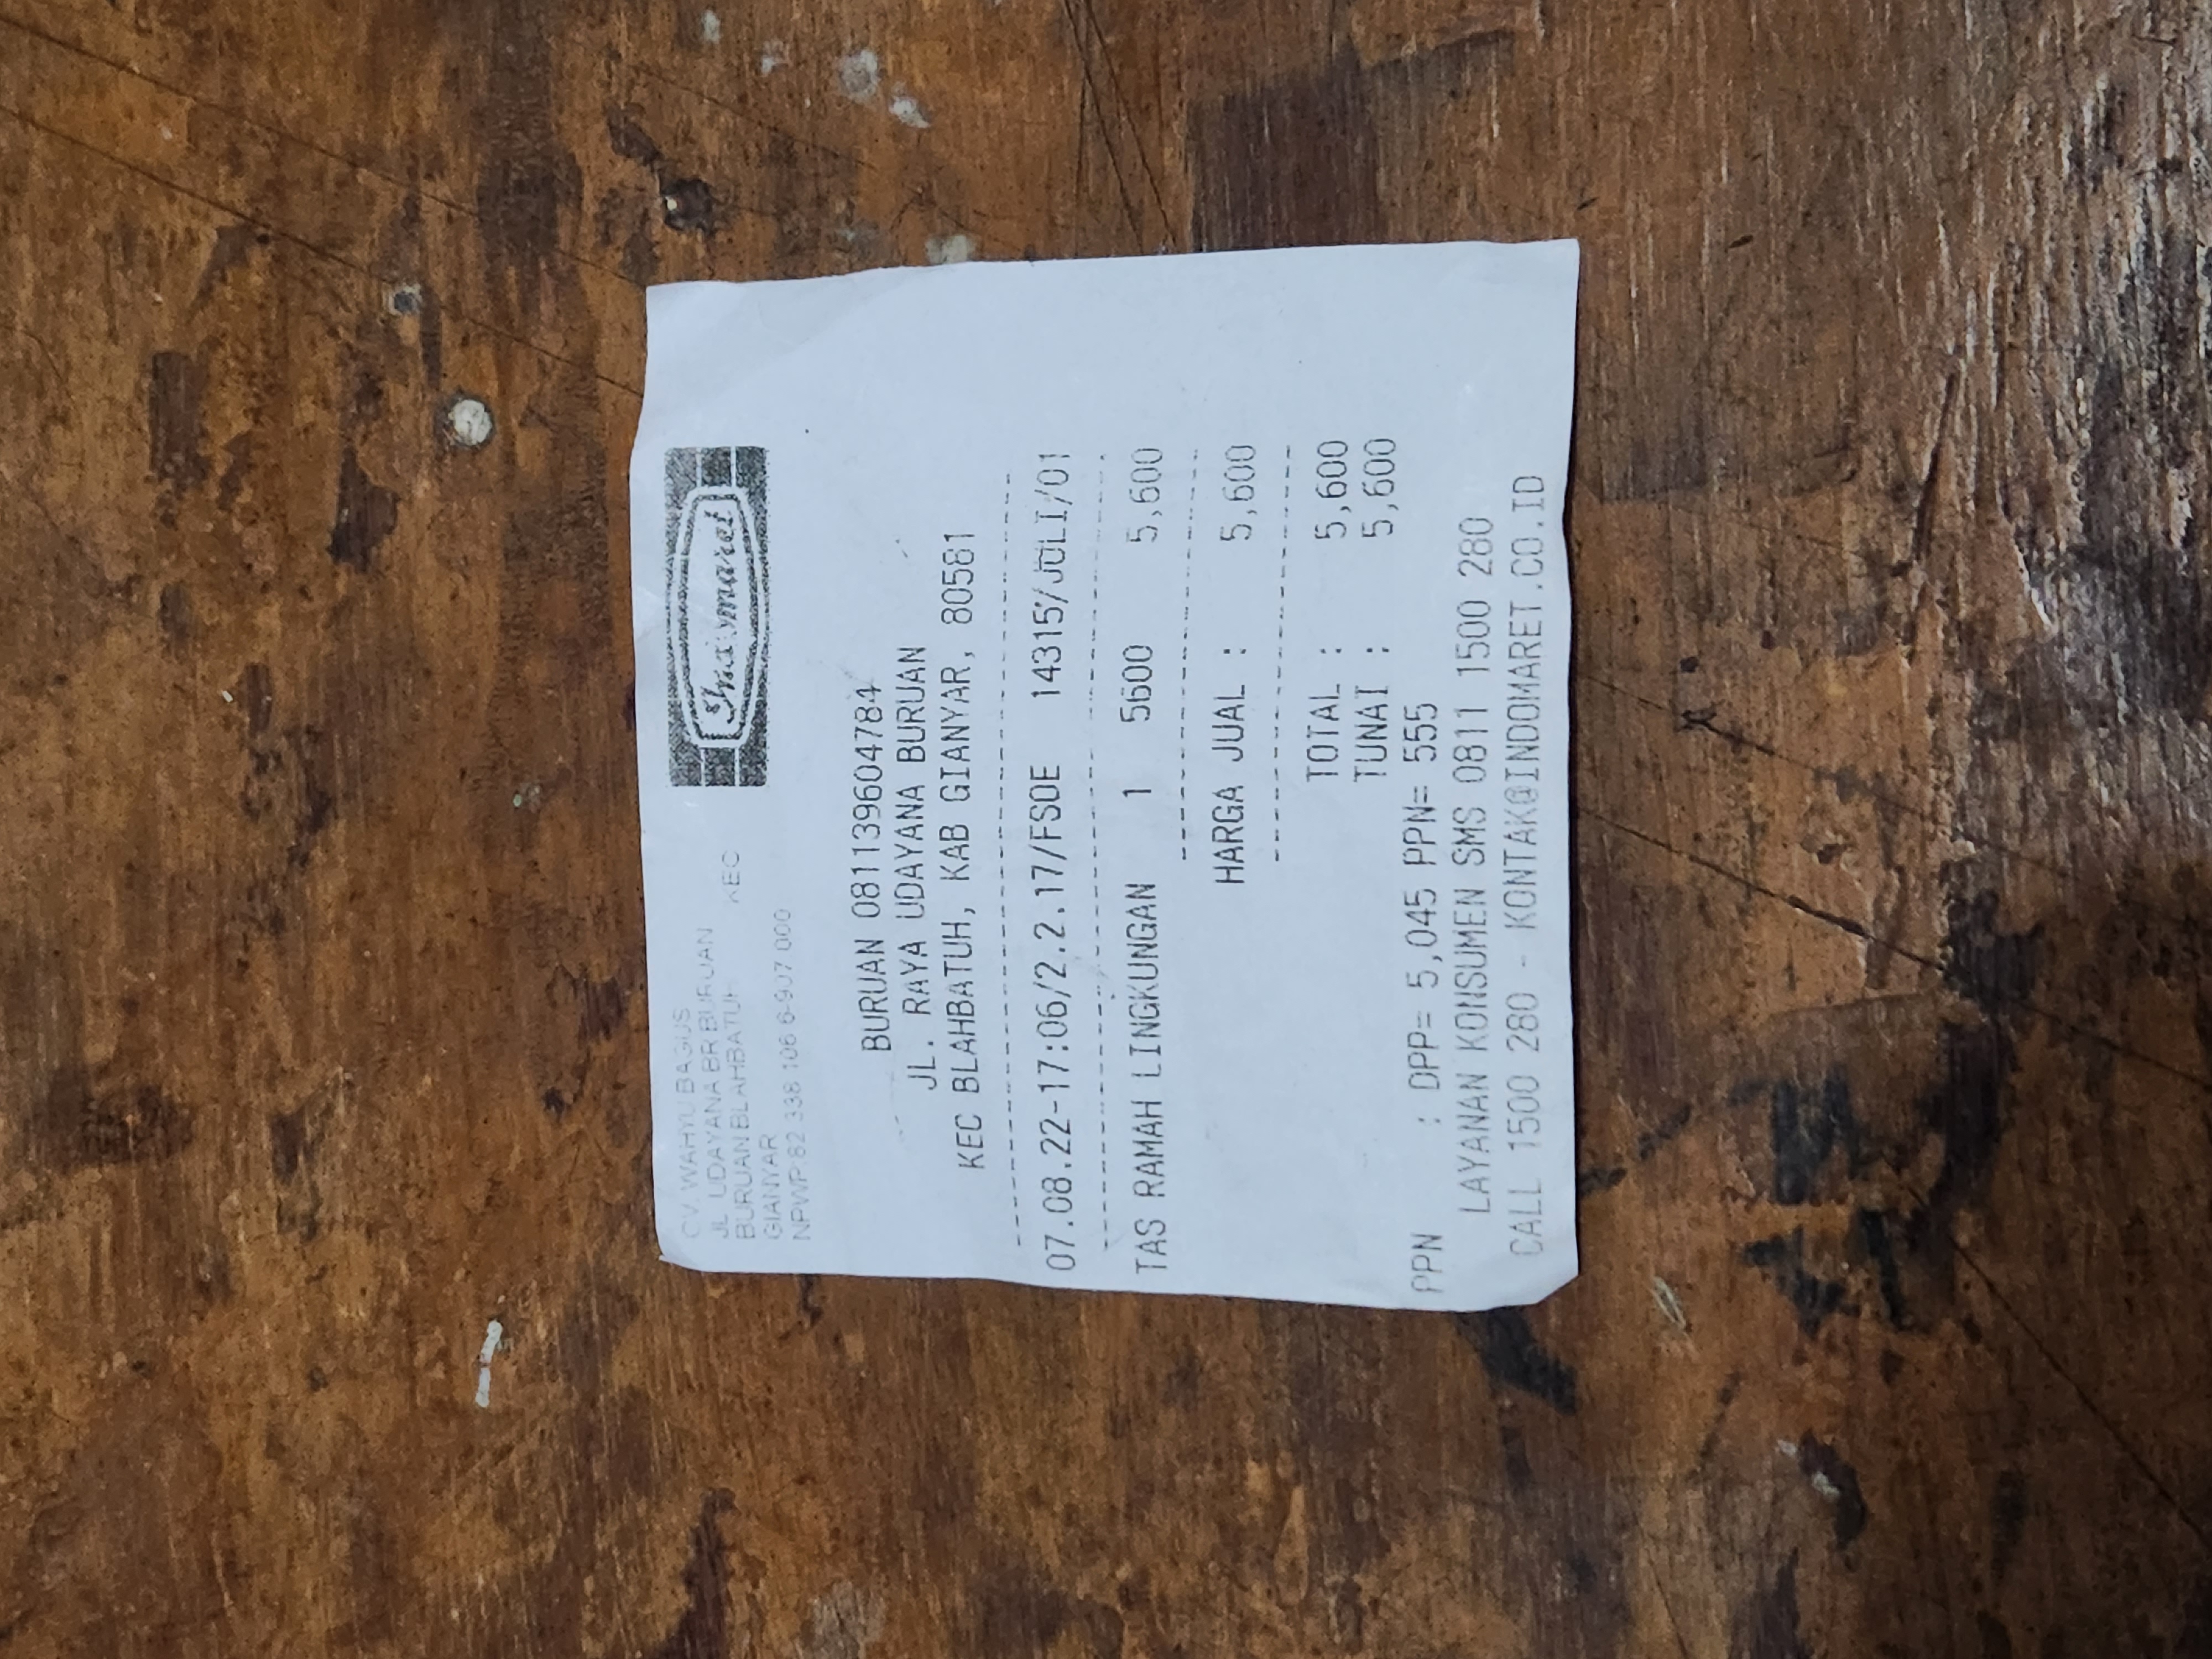 CV. WAHYU BAGUS
JL UDAYANA BR BURUAN
BURUAN BLAHBATUH KEC
GIANYAR
NPWP:82 338 106 6-907 000
Indomaret
BURUAN 081139604784
JL. RAYA UDAYANA BURUAN
KEC BLAHBATUH, KAB GIANYAR, 80581
07.08.22-17:06/2.2.17/FSOE 14315/JULI/01
TAS RAMAH LINGKUNGAN 1 5600 5,600
HARGA JUAL : 5,600
TOTAL : 5,600
TUNAI : 5,600
PPN : DPP= 5,045 PPN= 555
LAYANAN KONSUMEN SMS 0811 1500 280
CALL 1500 280 - KONTAK@INDOMARET.CO.ID